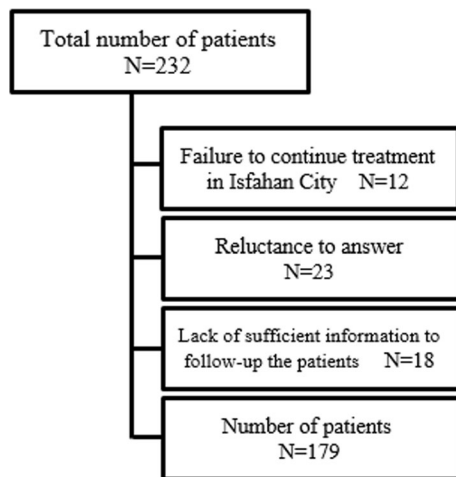 Total number of patients
N=232
Failure to continue treatment
in Isfahan City N=12
Reluctance to answer
N=23
Lack of sufficient information to
follow-up the patients N=18
Number of patients
N=179